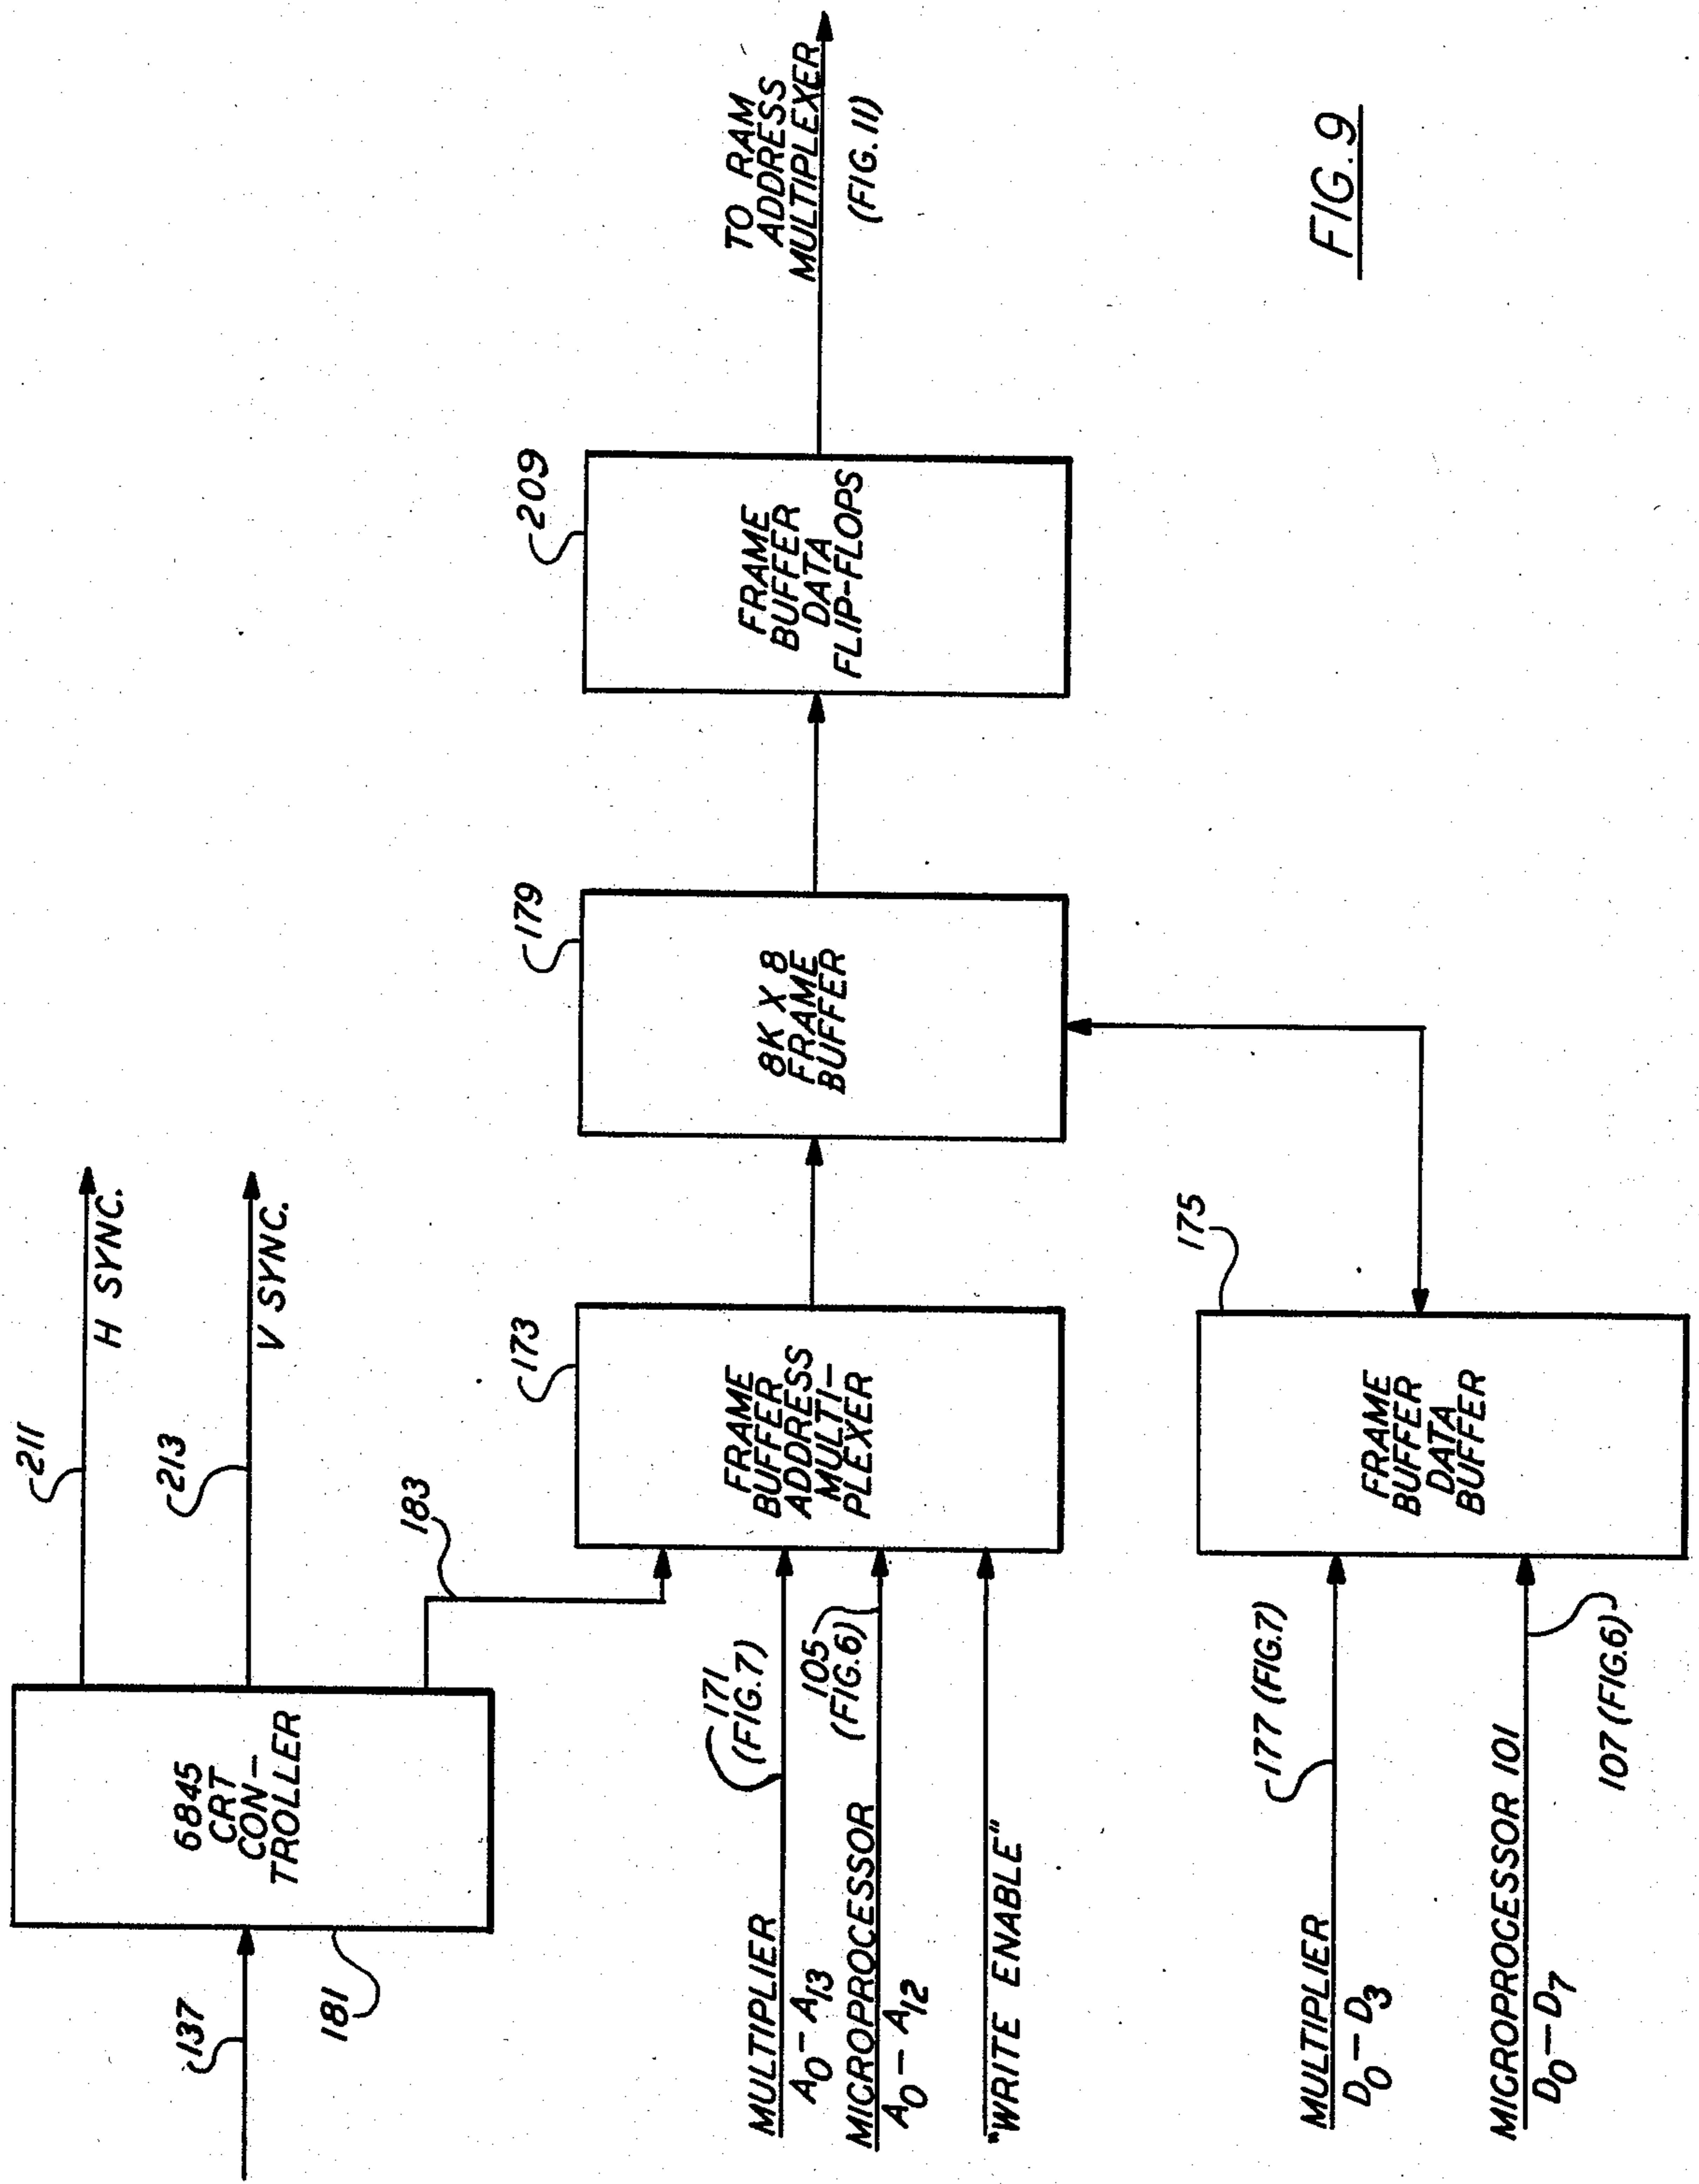 211
H SYNC.
213
V SYNC.
137
6845
CRT
CON-
TROLLER
181
183
MULTIPLIER
A0-A13
171
(FIG.7)
MICROPROCESSOR
A0-A12
105
(FIG.6)
"WRITE ENABLE"
173
FRAME
BUFFER
ADDRESS
MULTI-
PLEXER
179
8K X 8
FRAME
BUFFER
209
FRAME
BUFFER
DATA
FLIP-FLOPS
TO RAM
ADDRESS
MULTIPLEXER
(FIG. 11)
MULTIPLIER
D0-D3
177 (FIG.7)
MICROPROCESSOR 101
D0-D7
107 (FIG.6)
175
FRAME
BUFFER
DATA
BUFFER
FIG. 9